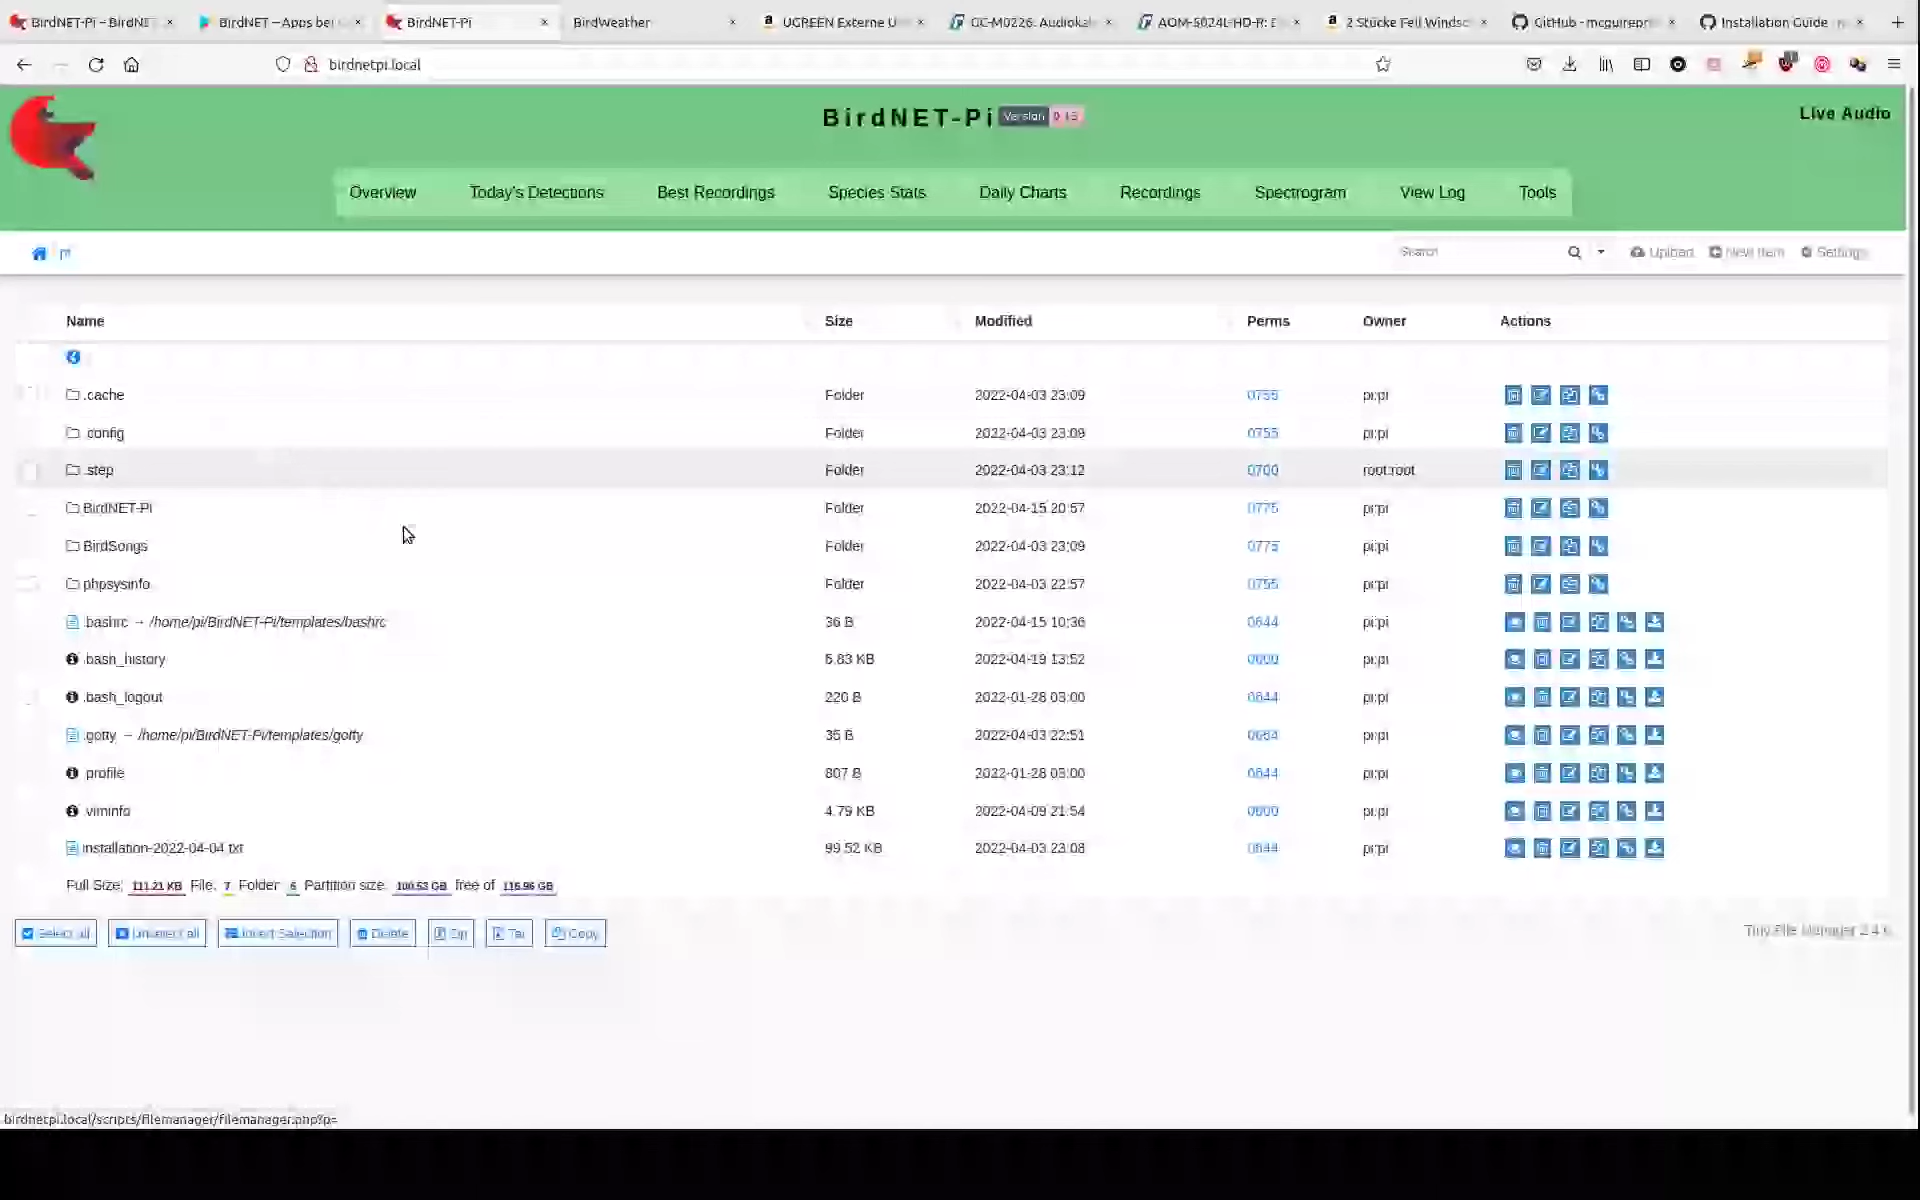 BirdNET-Pi – BirdNE
BirdNET – Apps bei
BirdNET-Pi
BirdWeather
UGREEN Externe U
AOM-5024L-HD-R:
2 Stücke Fell Windsc
GitHub - mcguirepr
Installation Guide
birdnetpi.local
BirdNET-Pi Version
Live Audio
Overview Today's Detections Best Recordings Species Stats Daily Charts Recordings Spectrogram View Log Tools
Search Upload New Item Settings
Name Size Modified Perms Owner Actions
.cache Folder 2022-04-03 23:09 0755 pi:pi
.config Folder 2022-04-03 23:09 0755 pi:pi
.step Folder 2022-04-03 23:12 0700 root:root
BirdNET-Pi Folder 2022-04-15 20:57 0775 pi:pi
BirdSongs Folder 2022-04-03 23:09 0775 pi:pi
phpsysinfo Folder 2022-04-03 22:57 0755 pi:pi
.bashrc → /home/pi/BirdNET-Pi/templates/bashrc 36 B 2022-04-15 10:36 0644 pi:pi
.bash_history 2022-04-19 13:52 0600 pi:pi
.bash_logout 220 B 2022-01-28 03:00 0644 pi:pi
.gotty → /home/pi/BirdNET-Pi/templates/gotty 35 B 2022-04-03 22:51 pi:pi
.profile 807 B 2022-01-28 03:00 0644 pi:pi
.viminfo 4.79 KB 2022-04-09 21:54 0600 pi:pi
installation-2022-04-04.txt 99.52 KB 2022-04-03 23:08 0644 pi:pi
Full Size: 111.21 KB File: 7 Folder: 6 Partition size: 100.53 GB free of 116.96 GB
Select all Unselect all Invert Selection Delete Zip Tar Copy
Tiny File Manager 2.4.6
birdnetpi.local/scripts/filemanager/filemanager.php?p=